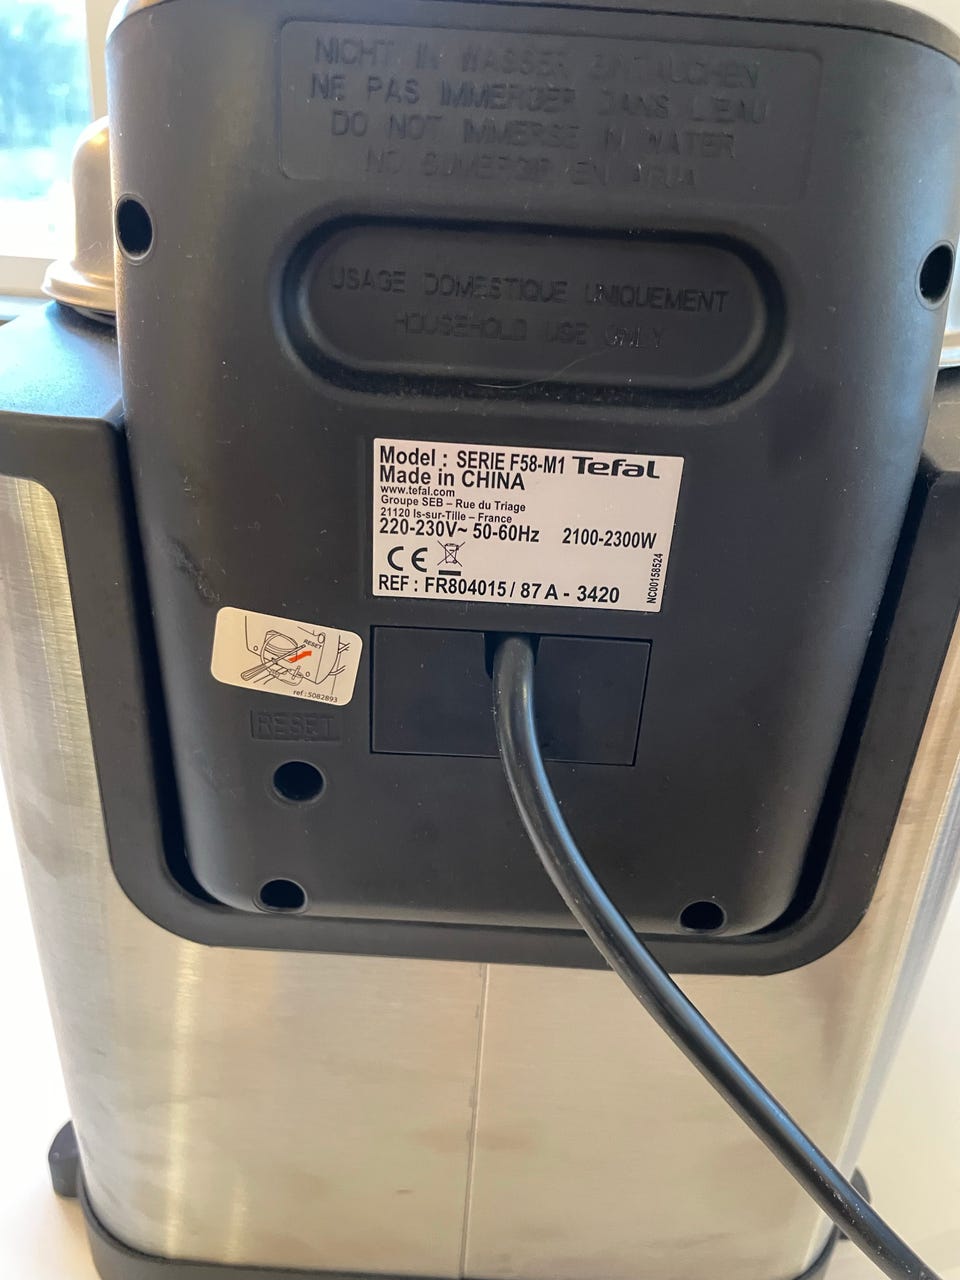 NICHT IN WASSER EINTAUCHEN
NE PAS IMMERGER DANS L'EAU
DO NOT IMMERSE IN WATER
NO SUMERGIR EN AGUA
USAGE DOMESTIQUE UNIQUEMENT
HOUSEHOLD USE ONLY
Model : SERIE F58-M1 Tefal
Made in CHINA
www.tefal.com
Groupe SEB – Rue du Triage
21120 Is-sur-Tille – France
220-230V~ 50-60Hz 2100-2300W
CE
REF : FR804015 / 87 A - 3420
NC00158524
RESET
ref:5082893
RESET